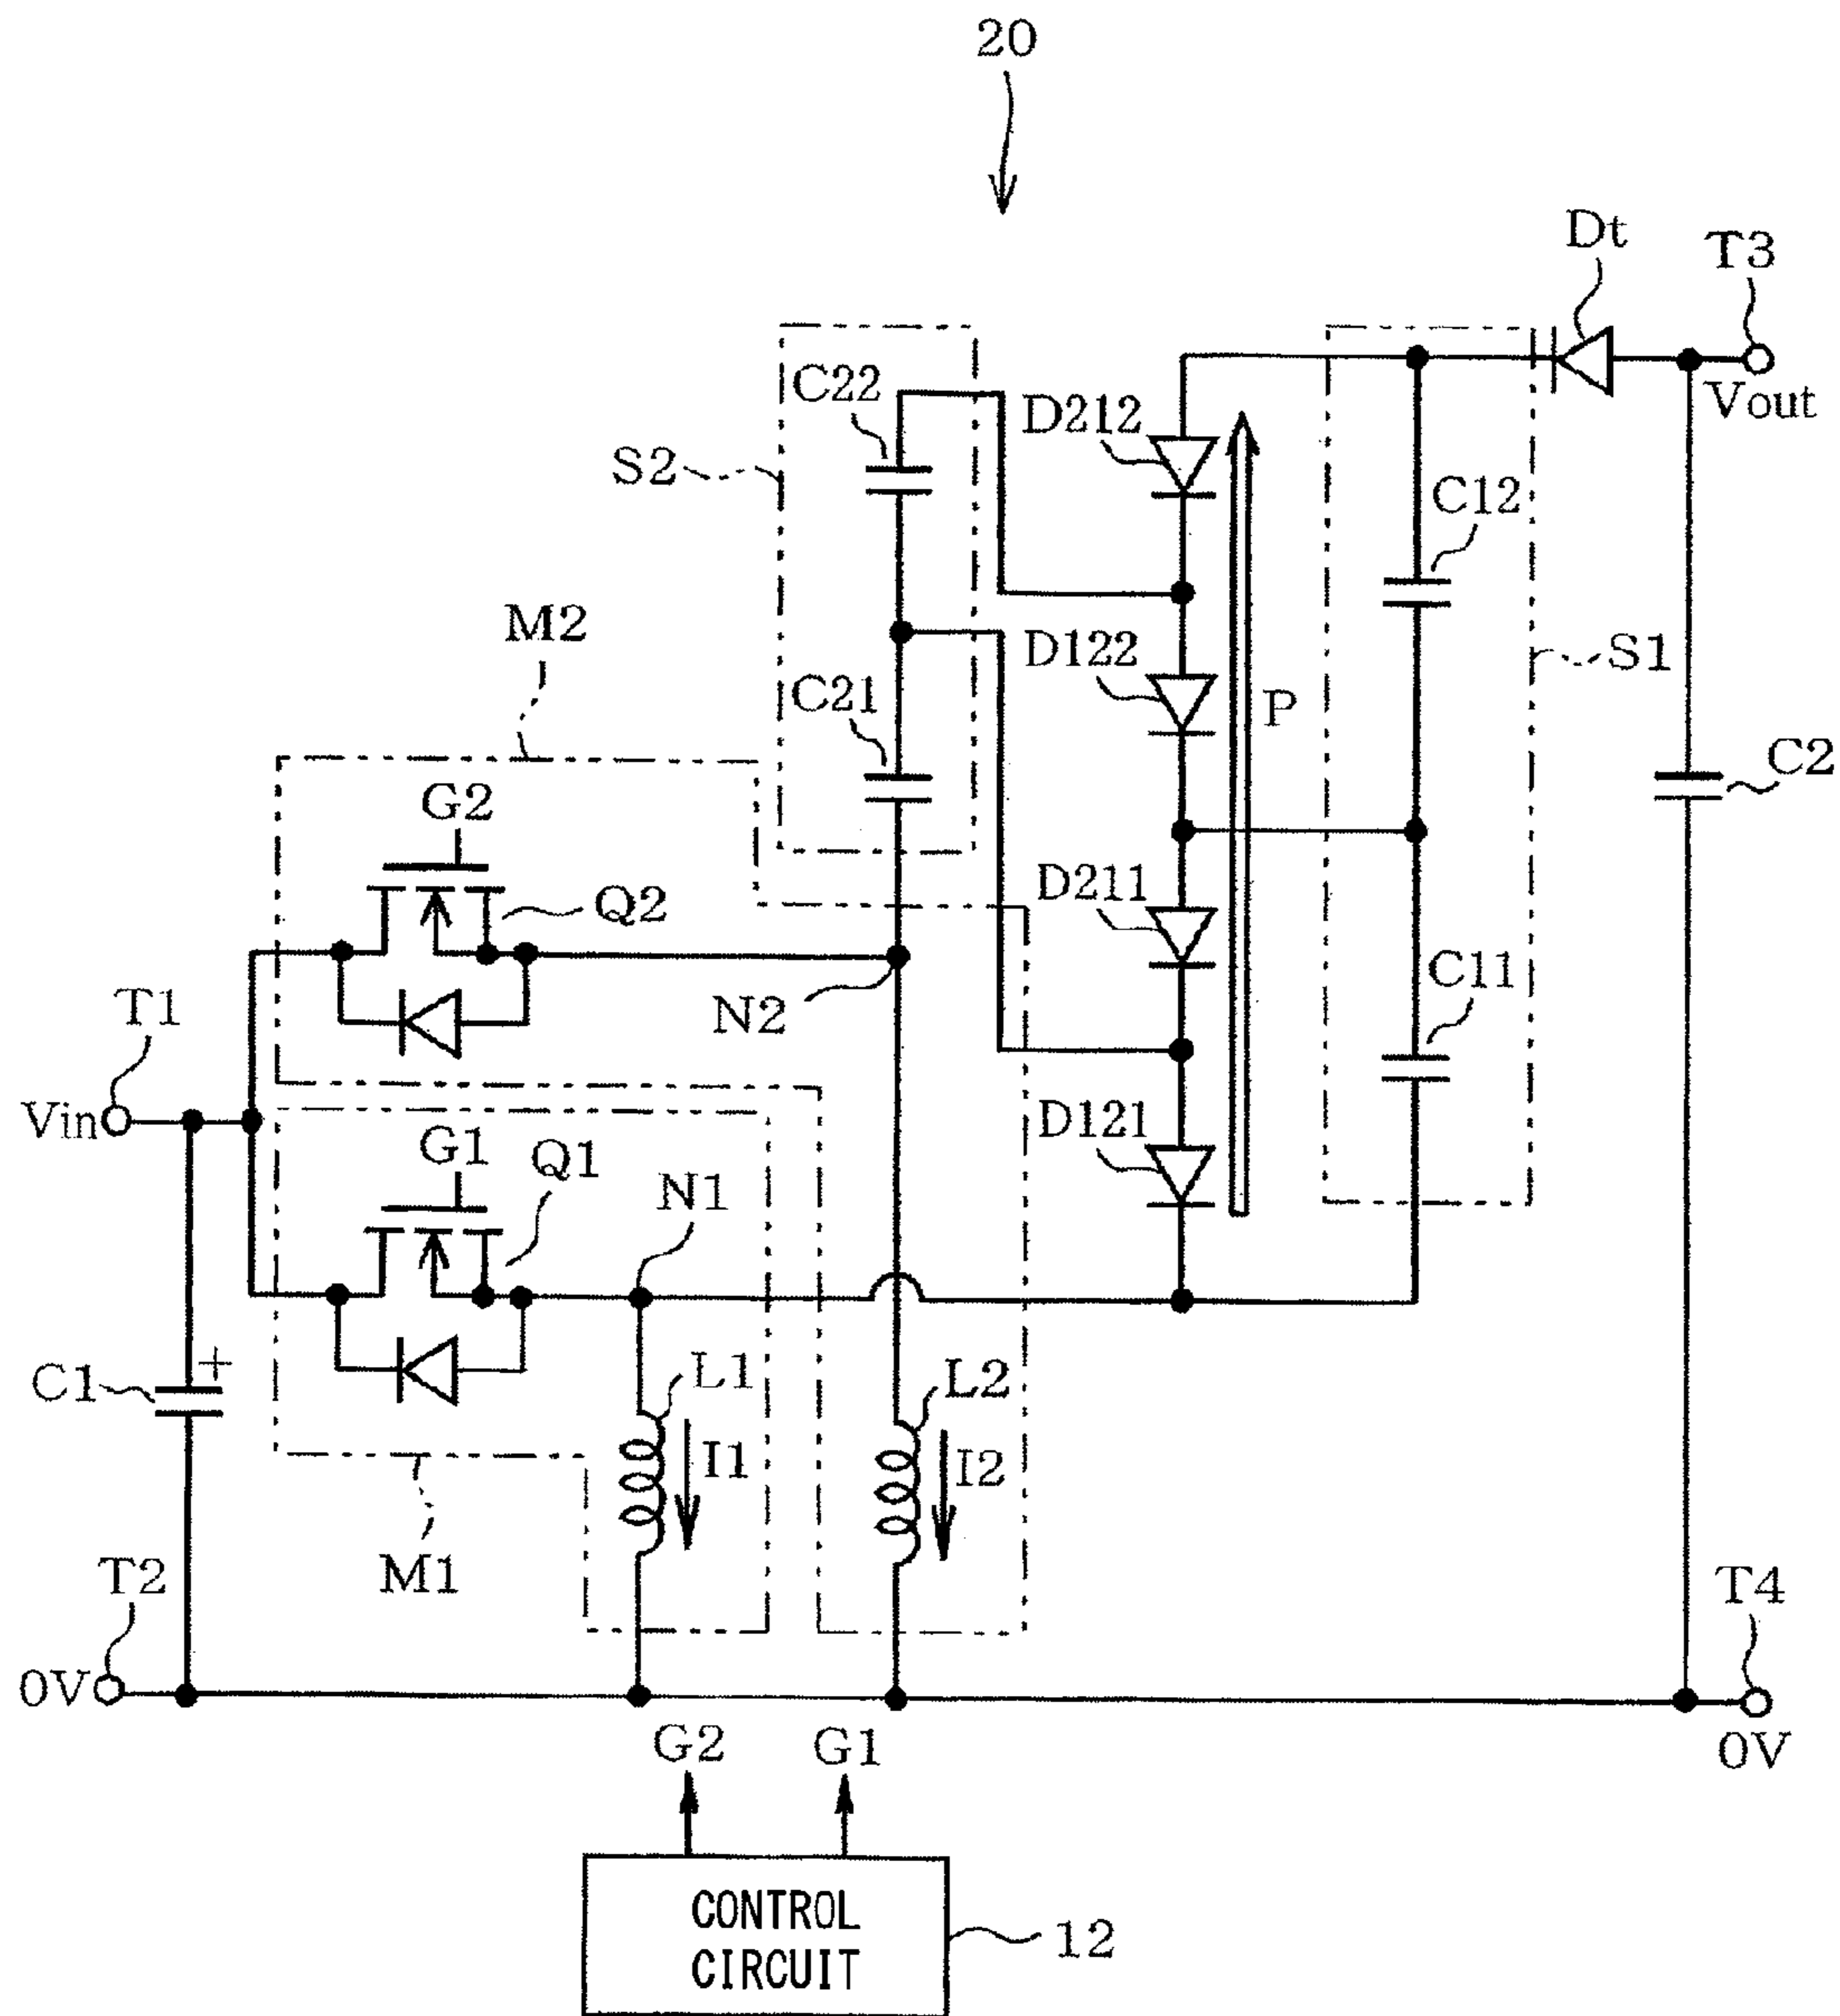 20
Dt
T3
Vout
C22
D212
S2
C12
M2
D122
S1
C21
P
C2
G2
Q2
D211
C11
T1
N2
Vin
G1
Q1
N1
D121
C1
+
L1
L2
I1
I2
T2
M1
T4
0V
0V
G2
G1
CONTROL
CIRCUIT
12